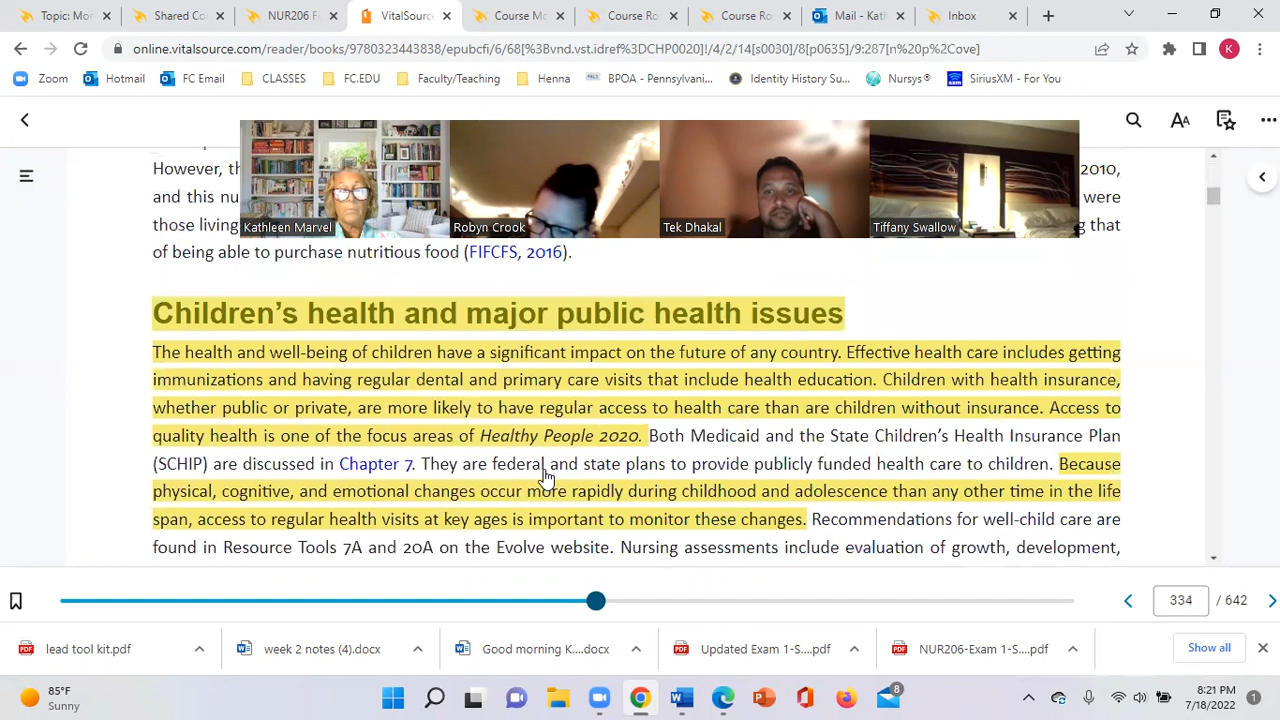 Topic: Mor
Shared Co
NUR206 F
VitalSource
Course Mc
Course Ro
Course Ro
Mail - Kath
Inbox
online.vitalsource.com/reader/books/9780323443838/epubcfi/6/68[%3Bvnd.vst.idref%3DCHP0020]!/4/2/14[s0030]/8[p0635]/9:287[n%20p%2Cove]
K
Zoom
Hotmail
FC Email
CLASSES
FC.EDU
Faculty/Teaching
Henna
BPOA - Pennsylvani...
Identity History Su...
Nursys®
SiriusXM - For You
However, th
2010,
and this nu
were
those living
ng that
of being able to purchase nutritious food (FIFCFS, 2016).
Kathleen Marvel
Robyn Crook
Tek Dhakal
Tiffany Swallow
Children's health and major public health issues
The health and well-being of children have a significant impact on the future of any country. Effective health care includes getting
immunizations and having regular dental and primary care visits that include health education. Children with health insurance,
whether public or private, are more likely to have regular access to health care than are children without insurance. Access to
quality health is one of the focus areas of Healthy People 2020. Both Medicaid and the State Children's Health Insurance Plan
(SCHIP) are discussed in Chapter 7. They are federal and state plans to provide publicly funded health care to children. Because
physical, cognitive, and emotional changes occur more rapidly during childhood and adolescence than any other time in the life
span, access to regular health visits at key ages is important to monitor these changes. Recommendations for well-child care are
found in Resource Tools 7A and 20A on the Evolve website. Nursing assessments include evaluation of growth, development,
334 / 642
lead tool kit.pdf
week 2 notes (4).docx
Good morning K....docx
Updated Exam 1-S....pdf
NUR206-Exam 1-S....pdf
Show all
85°F
Sunny
8
8:21 PM
7/18/2022
1